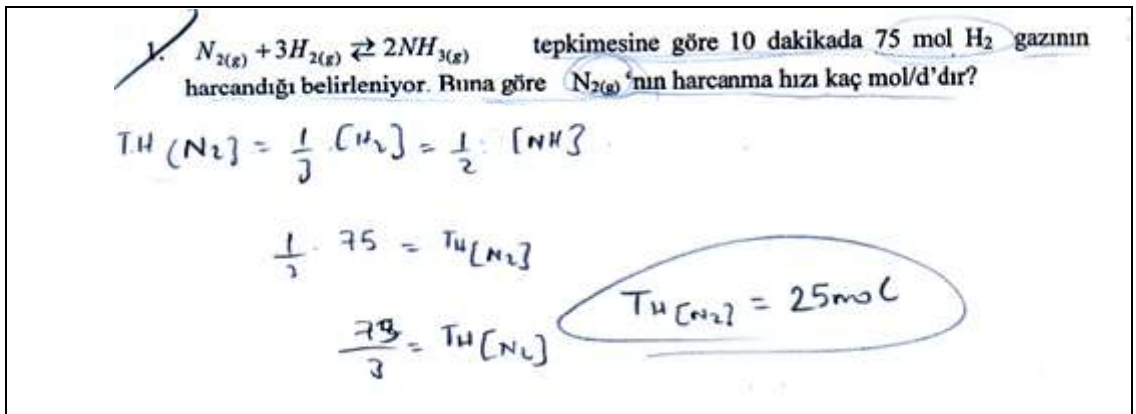 1. N2(g) + 3H2(g) ⇄ 2NH3(g) tepkimesine göre 10 dakikada 75 mol H2 gazının
harcandığı belirleniyor. Buna göre N2(g)'nın harcanma hızı kaç mol/d'dır?
T.H (N2] = 1/3 . [H2] = 1/2 . [NH]
1/3 . 75 = TH[N2]
75/3 = TH[N2]
TH[N2] = 25mol